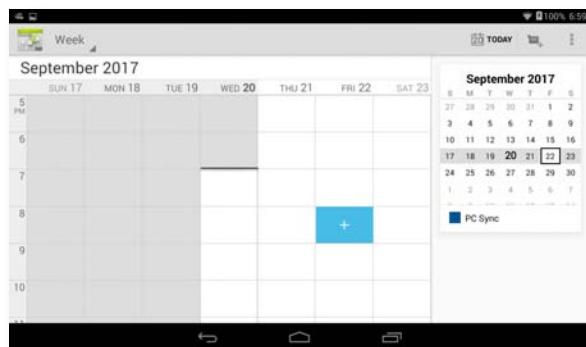 100% 6:59
Week
20 TODAY
September 2017
SUN 17 MON 18 TUE 19 WED 20 THU 21 FRI 22 SAT 23
5
PM
6
7
8
+
9
10
September 2017
S M T W T F S
27 28 29 30 31 1 2
3 4 5 6 7 8 9
10 11 12 13 14 15 16
17 18 19 20 21 22 23
24 25 26 27 28 29 30
1 2 3 4 5 6 7
PC Sync